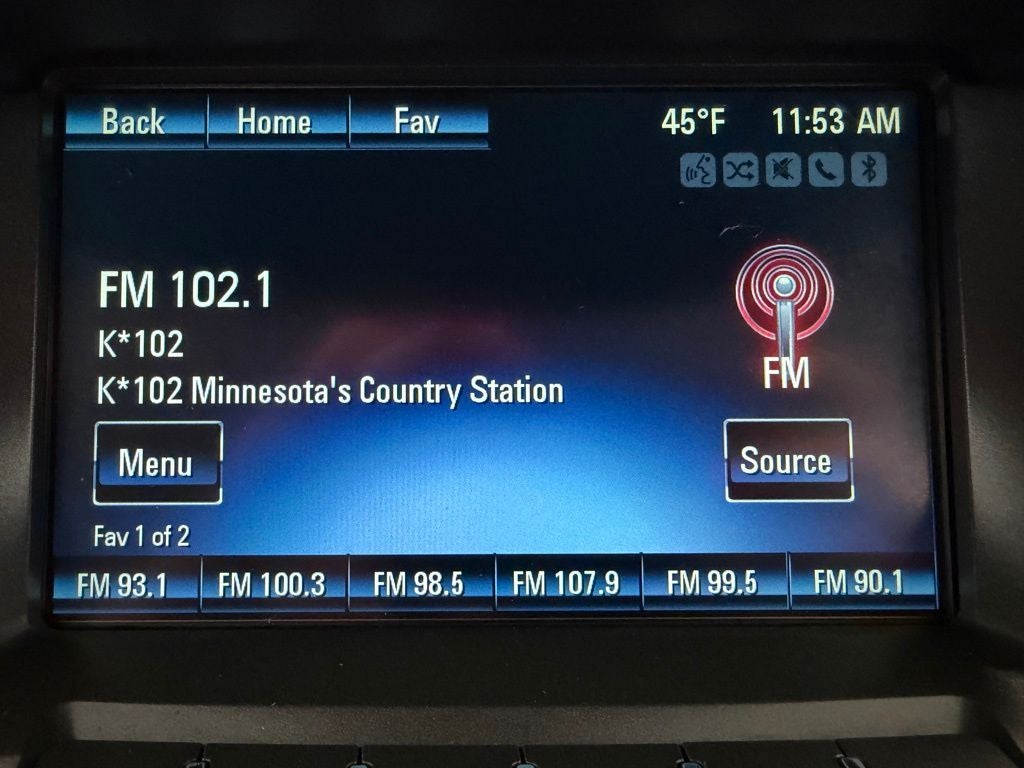 Back Home Fav 45°F 11:53 AM
FM 102.1
K*102
K*102 Minnesota's Country Station
FM
Menu Source
Fav 1 of 2
FM 93.1 FM 100.3 FM 98.5 FM 107.9 FM 99.5 FM 90.1